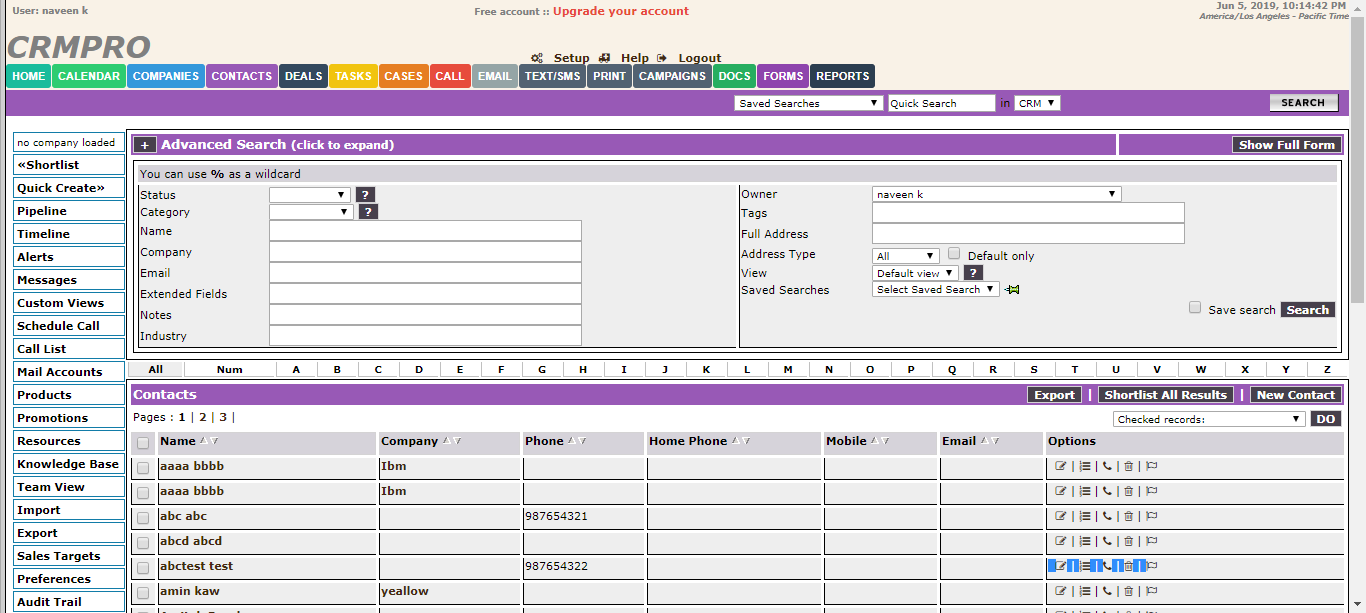 User: naveen k
Free account :: Upgrade your account
Jun 5, 2019, 10:14:42 PM
America/Los Angeles - Pacific Time
CRMPRO
Setup Help Logout
HOME CALENDAR COMPANIES CONTACTS DEALS TASKS CASES CALL EMAIL TEXT/SMS PRINT CAMPAIGNS DOCS FORMS REPORTS
Saved Searches Quick Search in CRM SEARCH
no company loaded
«Shortlist
Quick Create»
Pipeline
Timeline
Alerts
Messages
Custom Views
Schedule Call
Call List
Mail Accounts
Products
Promotions
Resources
Knowledge Base
Team View
Import
Export
Sales Targets
Preferences
Audit Trail
+ Advanced Search (click to expand) Show Full Form
You can use % as a wildcard
Status ?
Category ?
Name
Company
Email
Extended Fields
Notes
Industry
Owner naveen k
Tags
Full Address
Address Type All Default only
View Default view ?
Saved Searches Select Saved Search
Save search Search
All Num A B C D E F G H I J K L M N O P Q R S T U V W X Y Z
Contacts Export | Shortlist All Results | New Contact
Pages : 1 | 2 | 3 |
Checked records: DO
Name Company Phone Home Phone Mobile Email Options
aaaa bbbb Ibm | | | |
aaaa bbbb Ibm | | | |
abc abc 987654321 | | | |
abcd abcd | | | |
abctest test 987654322 | | | |
amin kaw yeallow | | | |